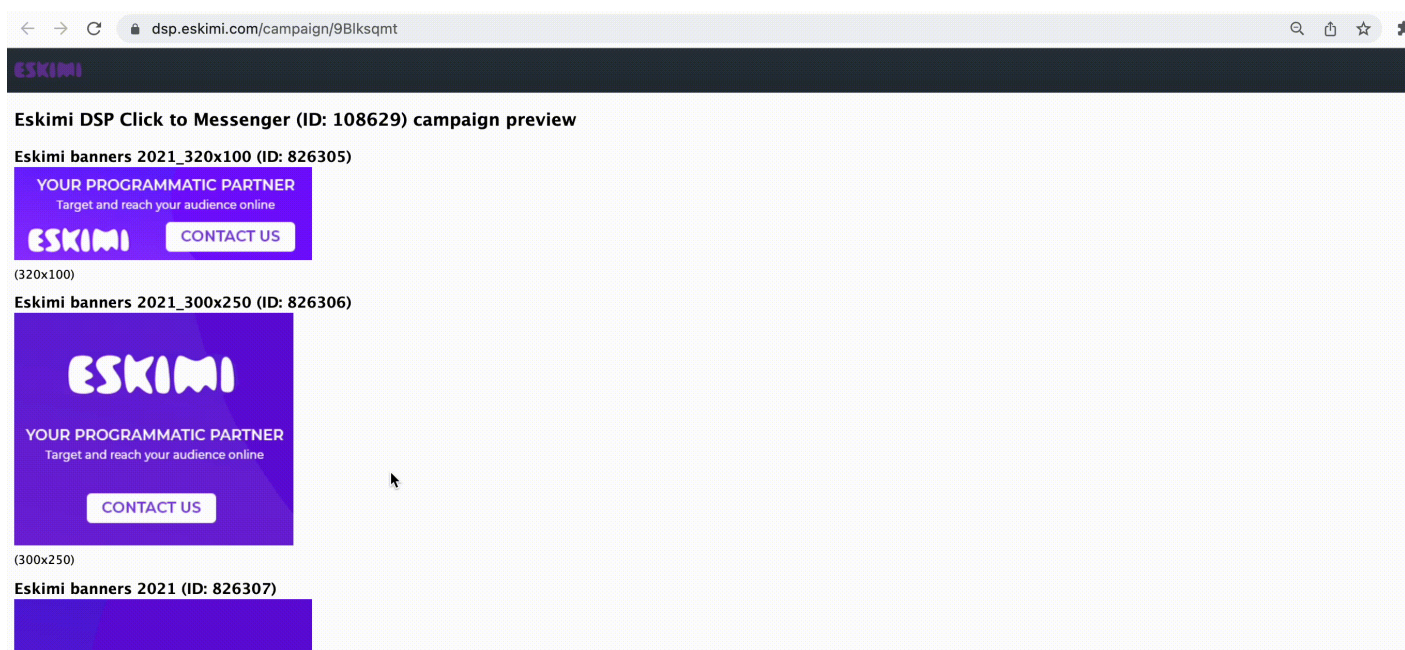 dsp.eskimi.com/campaign/9Blksqmt
ESKIMI
Eskimi DSP Click to Messenger (ID: 108629) campaign preview
Eskimi banners 2021_320x100 (ID: 826305)
YOUR PROGRAMMATIC PARTNER
Target and reach your audience online
ESKIMI
CONTACT US
(320x100)
Eskimi banners 2021_300x250 (ID: 826306)
ESKIMI
YOUR PROGRAMMATIC PARTNER
Target and reach your audience online
CONTACT US
(300x250)
Eskimi banners 2021 (ID: 826307)